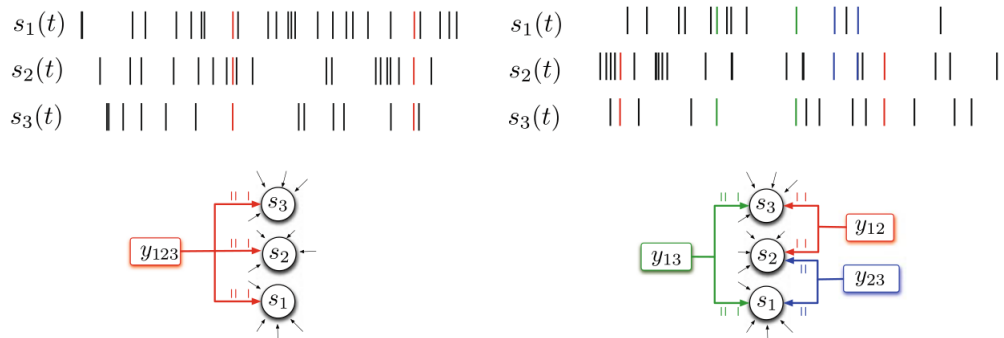 s₁(t) s₁(t)
s₂(t) s₂(t)
s₃(t) s₃(t)
s₃ s₃
y₁₂
y₁₂₃ s₂ y₁₃ s₂
y₂₃
s₁ s₁